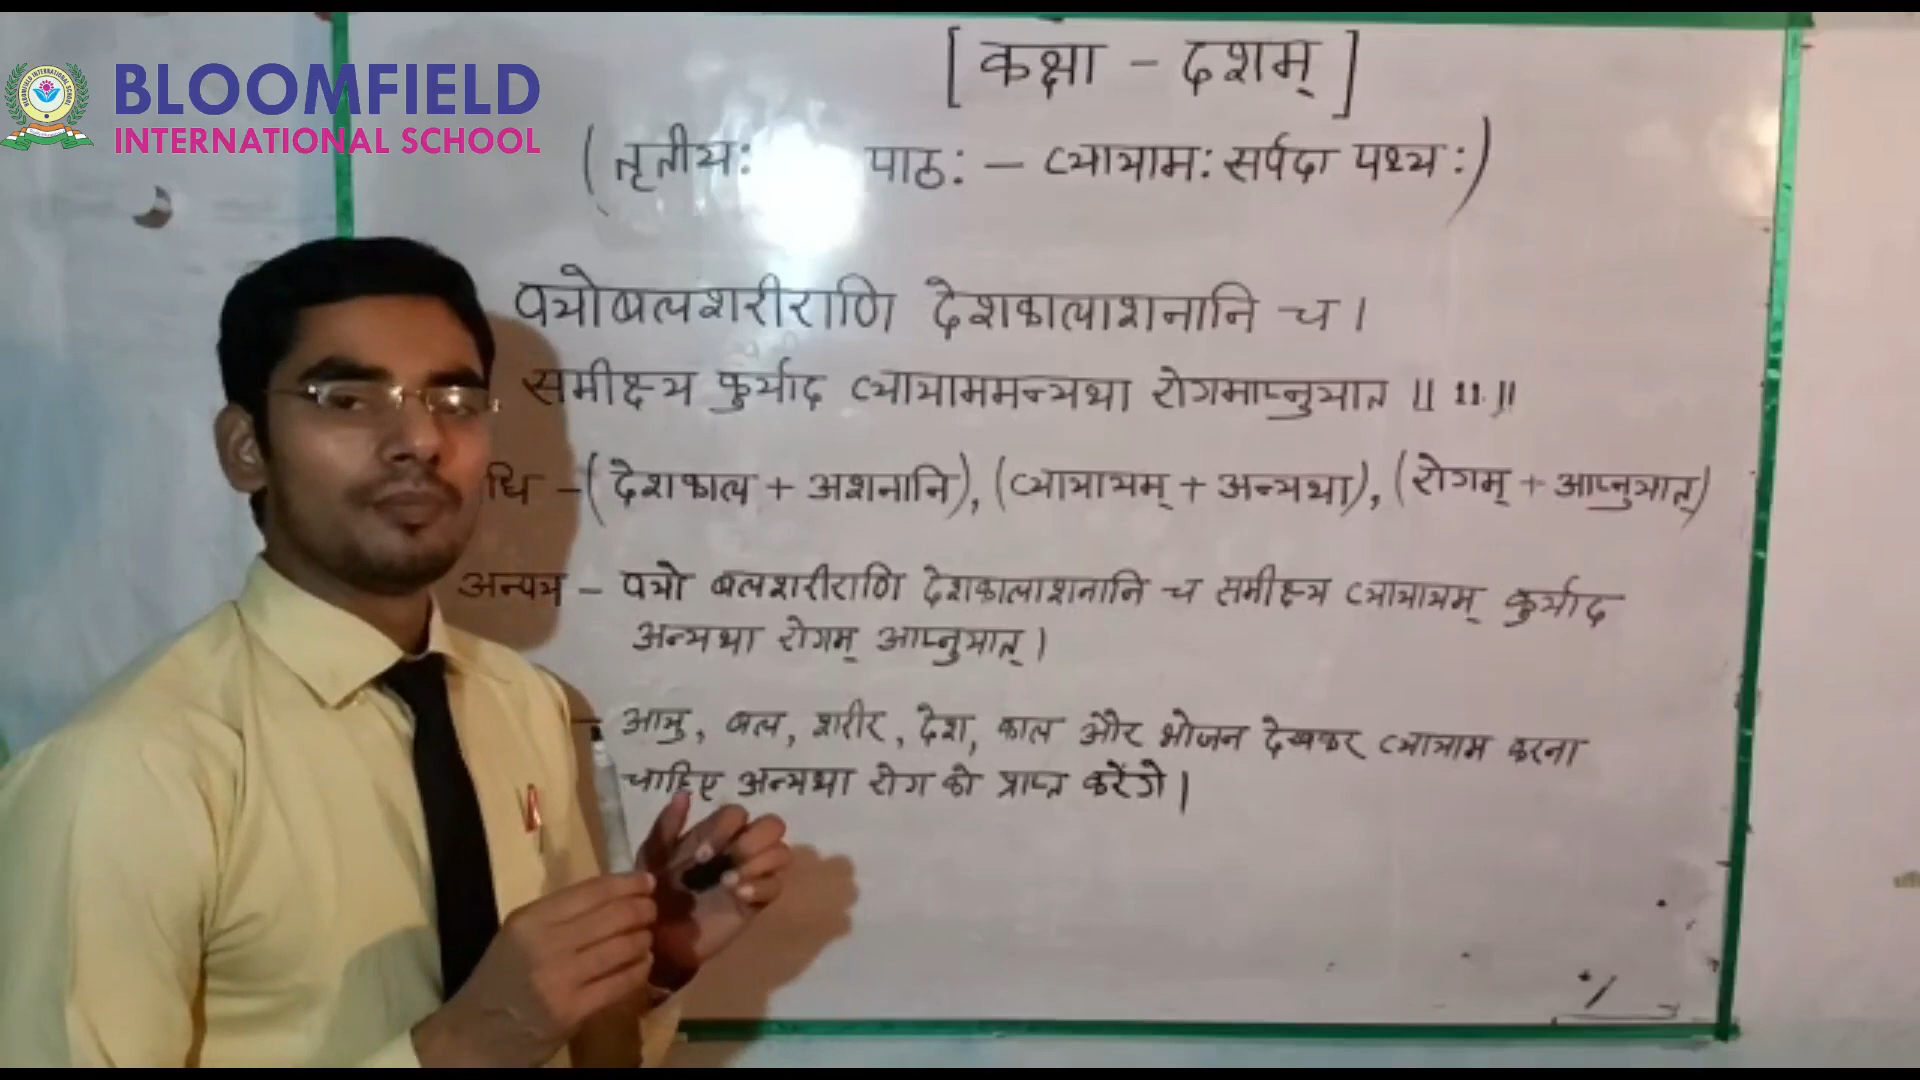 BLOOMFIELD
INTERNATIONAL SCHOOL
[ कक्षा - दशम् ]
( तृतीय: पाठ: - व्यायाम: सर्वदा पथ्य: )
वयोबलशरीराणि देशकालाशनानि च।
समीक्ष्य कुर्याद व्यायाममन्यथा रोगमाप्नुयात ॥ 11 ॥
धि - ( देशकाल + अशनानि ), ( व्यायायम् + अन्यथा ), ( रोगम् + आप्नुयात् )
अन्वय - वयो बलशरीराणि देशकालाशनानि च समीक्ष्य व्यायायम् कुर्याद
अन्यथा रोगम् आप्नुयात्।
- आयु, बल, शरीर, देश, काल और भोजन देखकर व्यायाम करना
चाहिए अन्यथा रोग को प्राप्त करेंगे।